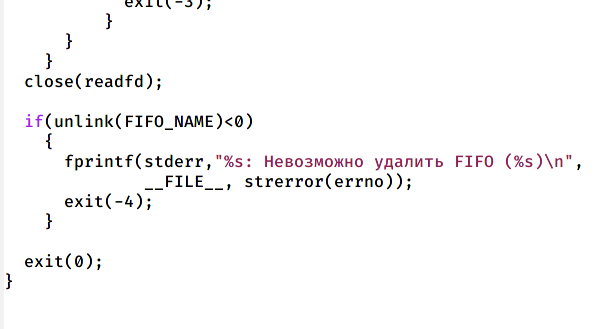 exit(-3);
}
}
}
close(readfd);
if(unlink(FIFO_NAME)<0)
{
fprintf(stderr,"%s: Невозможно удалить FIFO (%s)\n",
__FILE__, strerror(errno));
exit(-4);
}
exit(0);
}